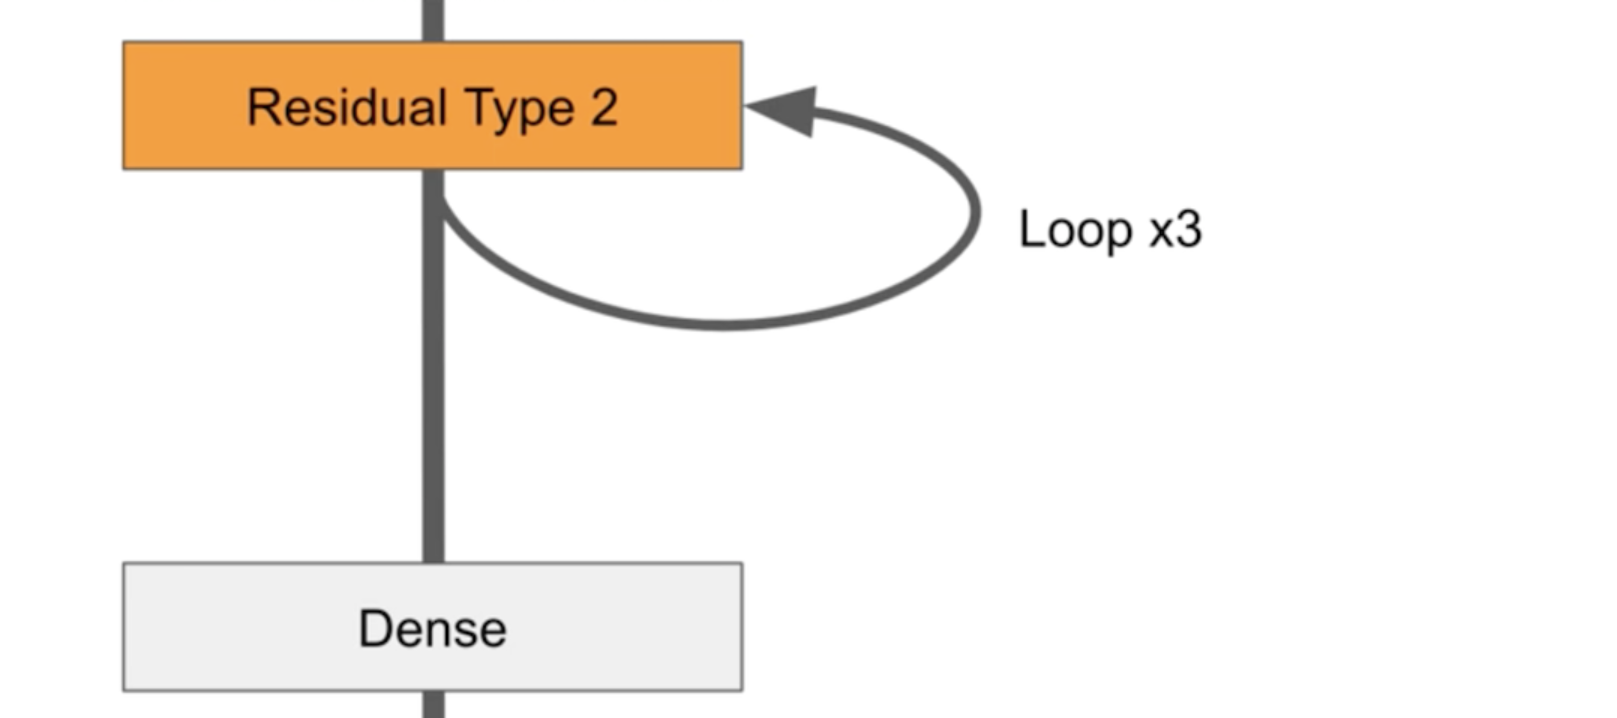 Residual Type 2
Loop x3
Dense